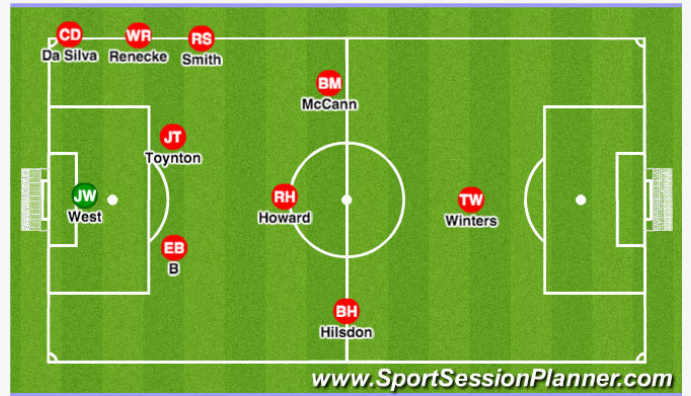 CD WR RS
Da Silva Renecke Smith
BM
McCann
JT
Toynton
JW RH TW
West Howard Winters
EB
B
BH
Hilsdon
www.SportSessionPlanner.com